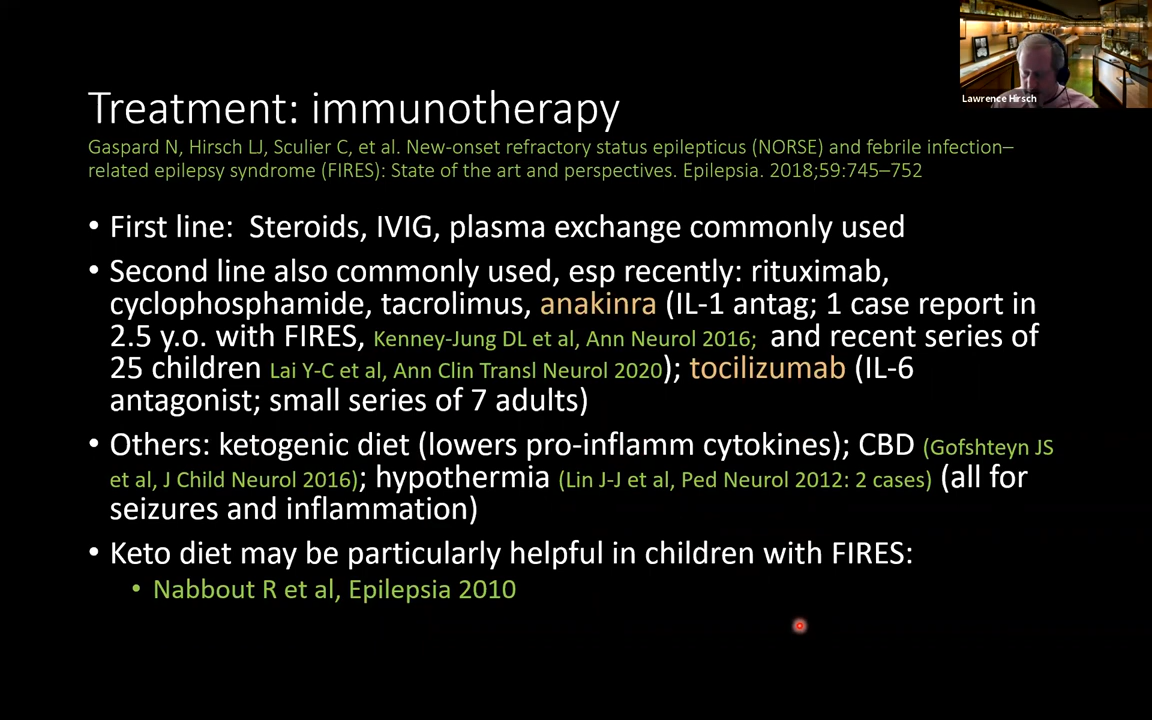 Lawrence Hirsch
Treatment: immunotherapy
Gaspard N, Hirsch LJ, Sculier C, et al. New-onset refractory status epilepticus (NORSE) and febrile infection–
related epilepsy syndrome (FIRES): State of the art and perspectives. Epilepsia. 2018;59:745–752
• First line:  Steroids, IVIG, plasma exchange commonly used
• Second line also commonly used, esp recently: rituximab,
cyclophosphamide, tacrolimus, anakinra (IL-1 antag; 1 case report in
2.5 y.o. with FIRES, Kenney-Jung DL et al, Ann Neurol 2016;  and recent series of
25 children Lai Y-C et al, Ann Clin Transl Neurol 2020); tocilizumab (IL-6
antagonist; small series of 7 adults)
• Others: ketogenic diet (lowers pro-inflamm cytokines); CBD (Gofshteyn JS
et al, J Child Neurol 2016); hypothermia (Lin J-J et al, Ped Neurol 2012: 2 cases) (all for
seizures and inflammation)
• Keto diet may be particularly helpful in children with FIRES:
• Nabbout R et al, Epilepsia 2010